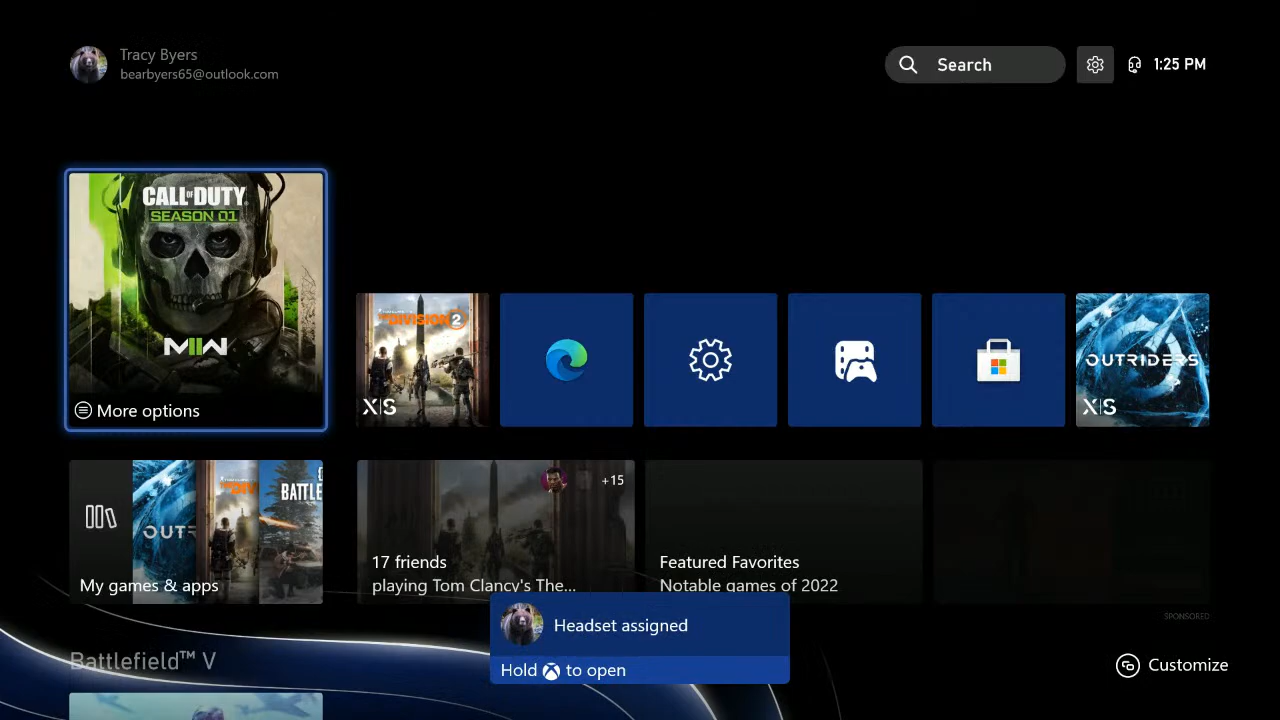 Tracy Byers
bearbyers65@outlook.com
Search
1:25 PM
CALL OF DUTY
SEASON 01
MWII
More options
THE DIVISION 2
X|S
OUTRIDERS
X|S
OUTR
BATTLE
My games & apps
+15
17 friends
playing Tom Clancy's The...
Featured Favorites
Notable games of 2022
SPONSORED
Headset assigned
Hold to open
Battlefield™ V
Customize